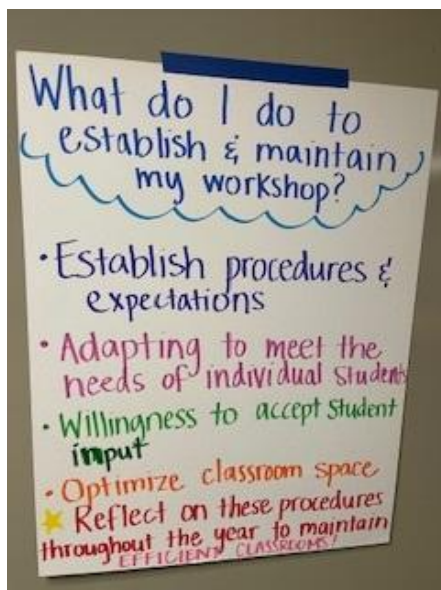 What do I do to
establish & maintain
my workshop?
• Establish procedures &
expectations
• Adapting to meet the
needs of individual students
• Willingness to accept student
input
• Optimize classroom space
Reflect on these procedures
throughout the year to maintain
EFFICIENT CLASSROOMS!